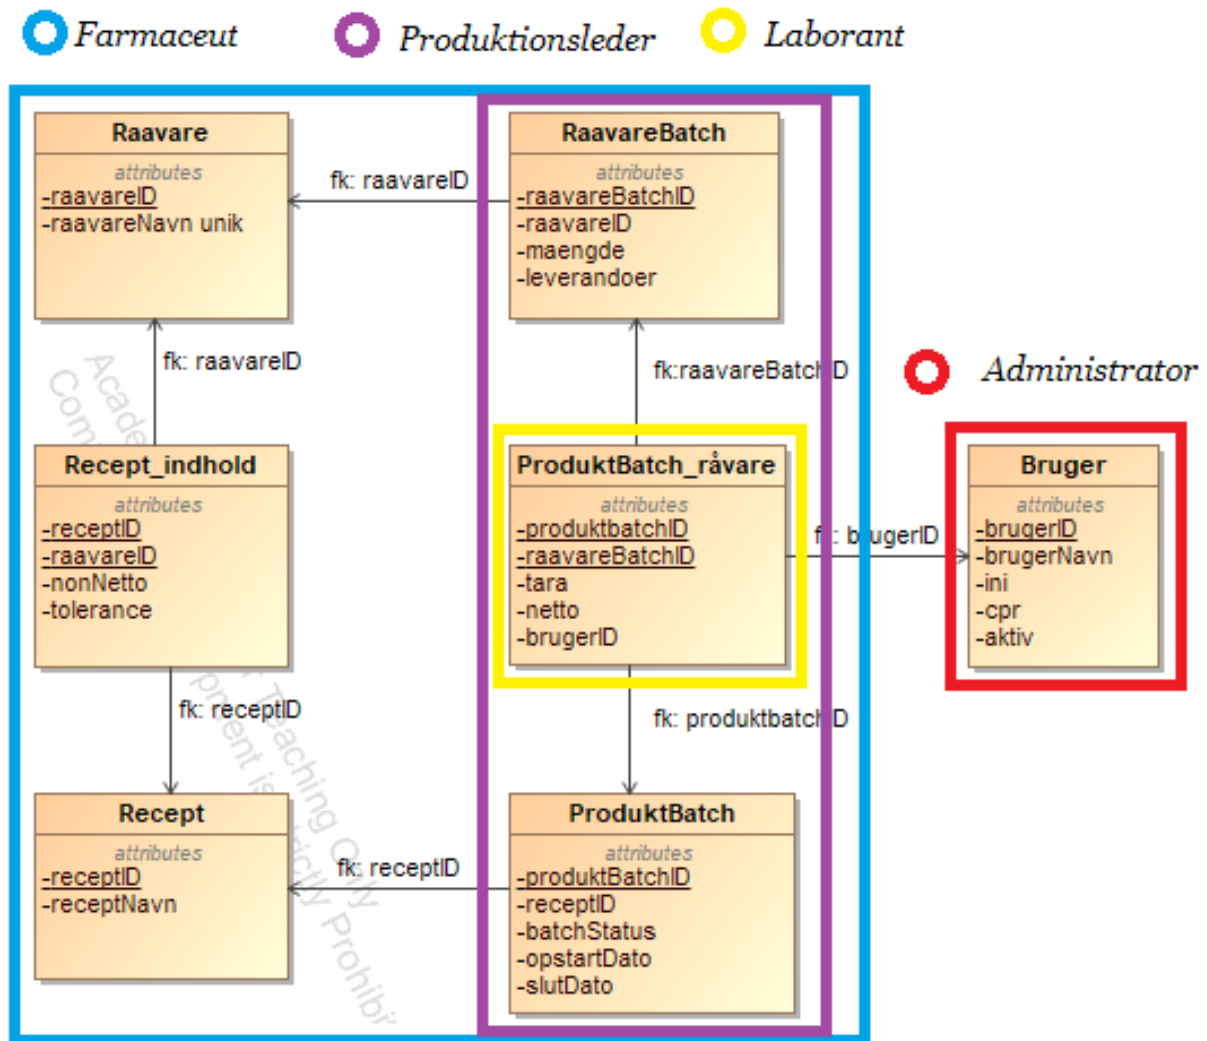 Farmaceut
Produktionsleder
Laborant
Raavare
attributes
-raavareID
-raavareNavn unik
fk: raavareID
RaavareBatch
attributes
-raavareBatchID
-raavareID
-maengde
-leverandoer
fk: raavareID
fk:raavareBatchID
Administrator
Recept_indhold
attributes
-receptID
-raavareID
-nonNetto
-tolerance
ProduktBatch_råvare
attributes
-produktbatchID
-raavareBatchID
-tara
-netto
-brugerID
fk: brugerID
Bruger
attributes
-brugerID
-brugerNavn
-ini
-cpr
-aktiv
fk: receptID
fk: produktbatchID
Recept
attributes
-receptID
-receptNavn
fk: receptID
ProduktBatch
attributes
-produktBatchID
-receptID
-batchStatus
-opstartDato
-slutDato
Teaching Only